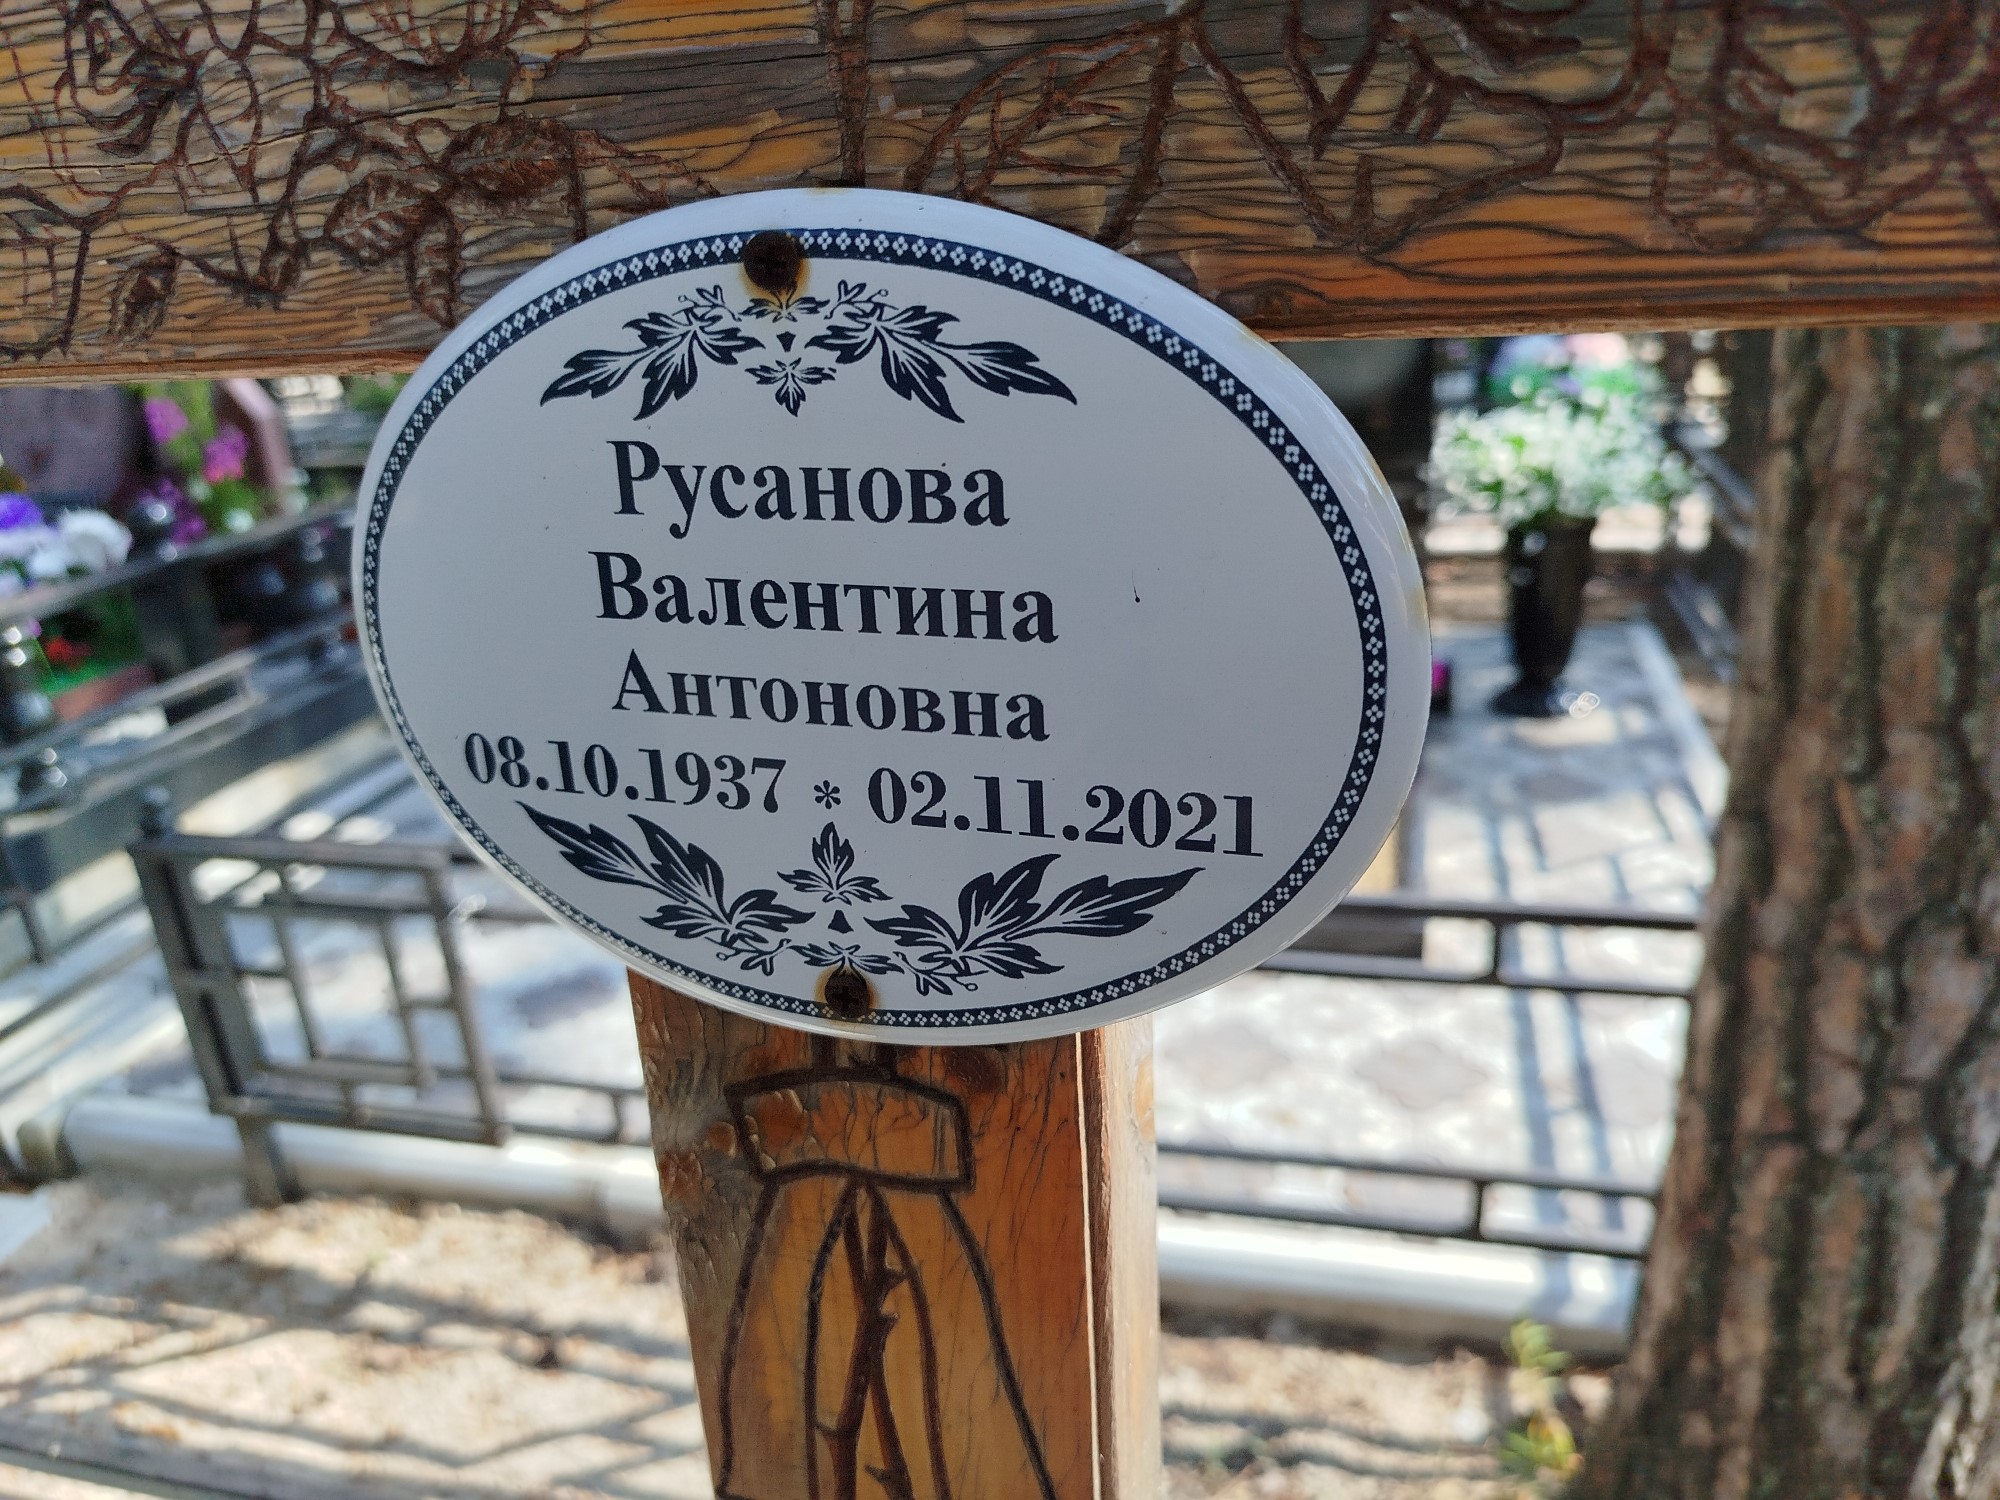 Русанова
Валентина
Антоновна
08.10.1937 * 02.11.2021